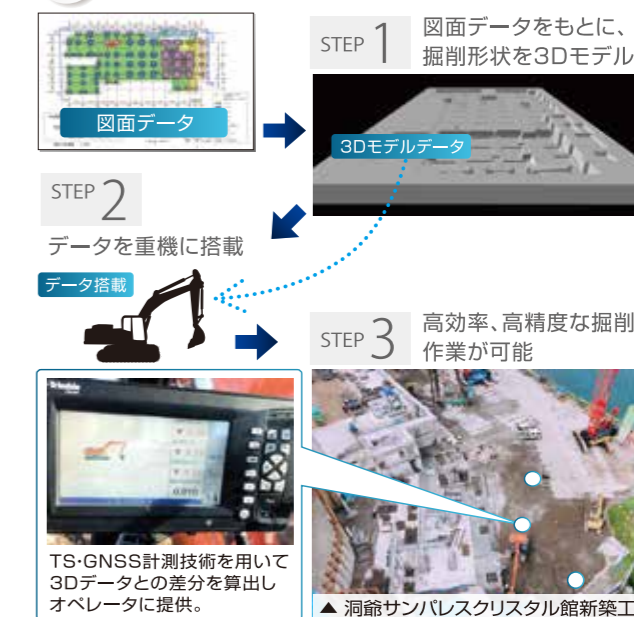 図面データ
STEP 1
図面データをもとに、
掘削形状を3Dモデル
3Dモデルデータ
STEP 2
データを重機に搭載
データ搭載
STEP 3
高効率、高精度な掘削
作業が可能
Trimble
0.010
TS・GNSS計測技術を用いて
3Dデータとの差分を算出し
オペレータに提供。
▲ 洞爺サンパレスクリスタル館新築工